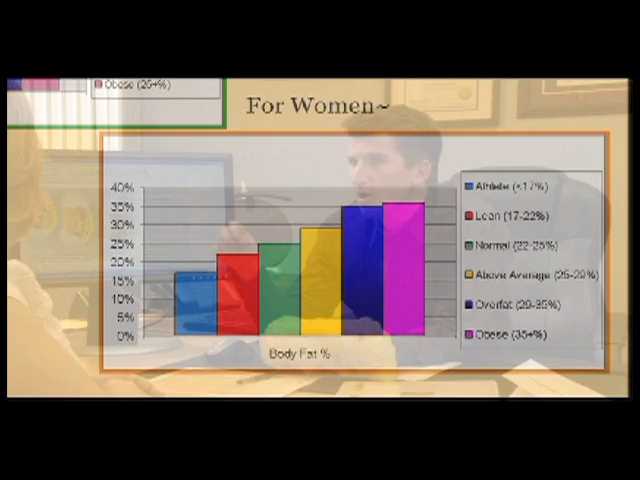 Obese (25+%)
For Women~
40%
35%
30%
25%
20%
15%
10%
5%
0%
Body Fat %
Athlete (<17%)
Lean (17-22%)
Normal (22-25%)
Above Average (25-29%)
Overfat (29-35%)
Obese (35+%)